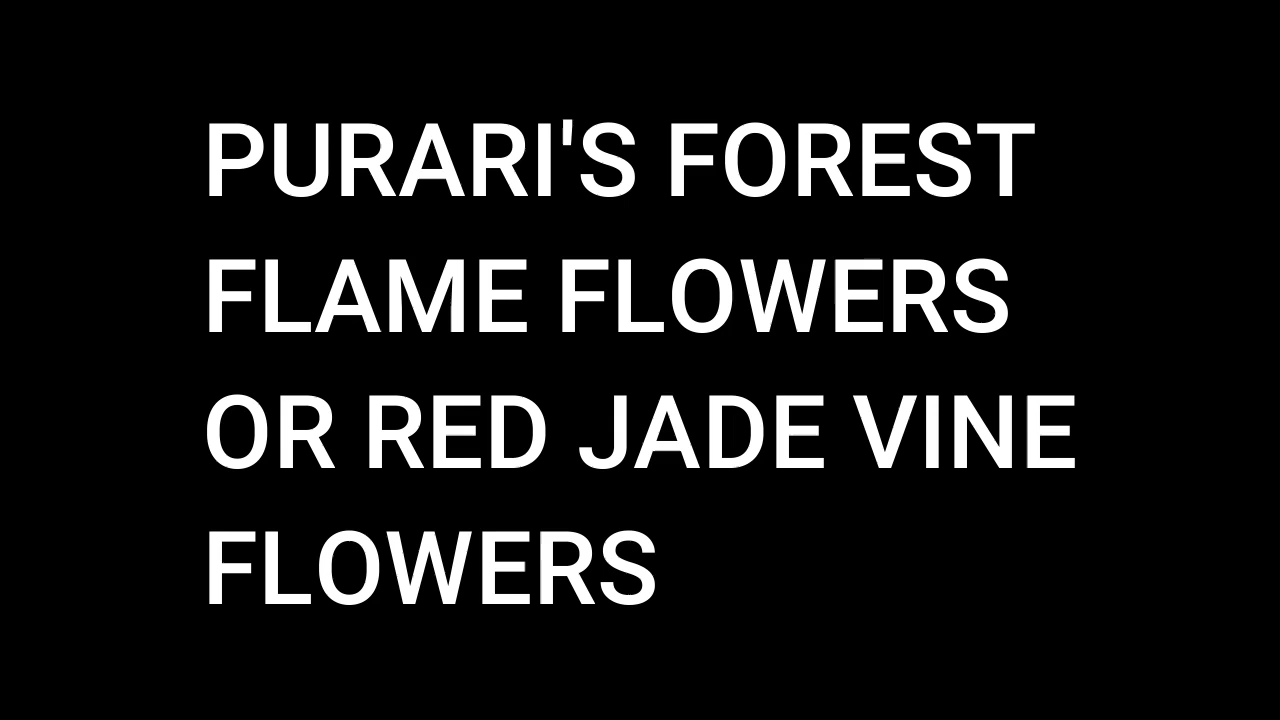 PURARI'S FOREST
FLAME FLOWERS
OR RED JADE VINE
FLOWERS